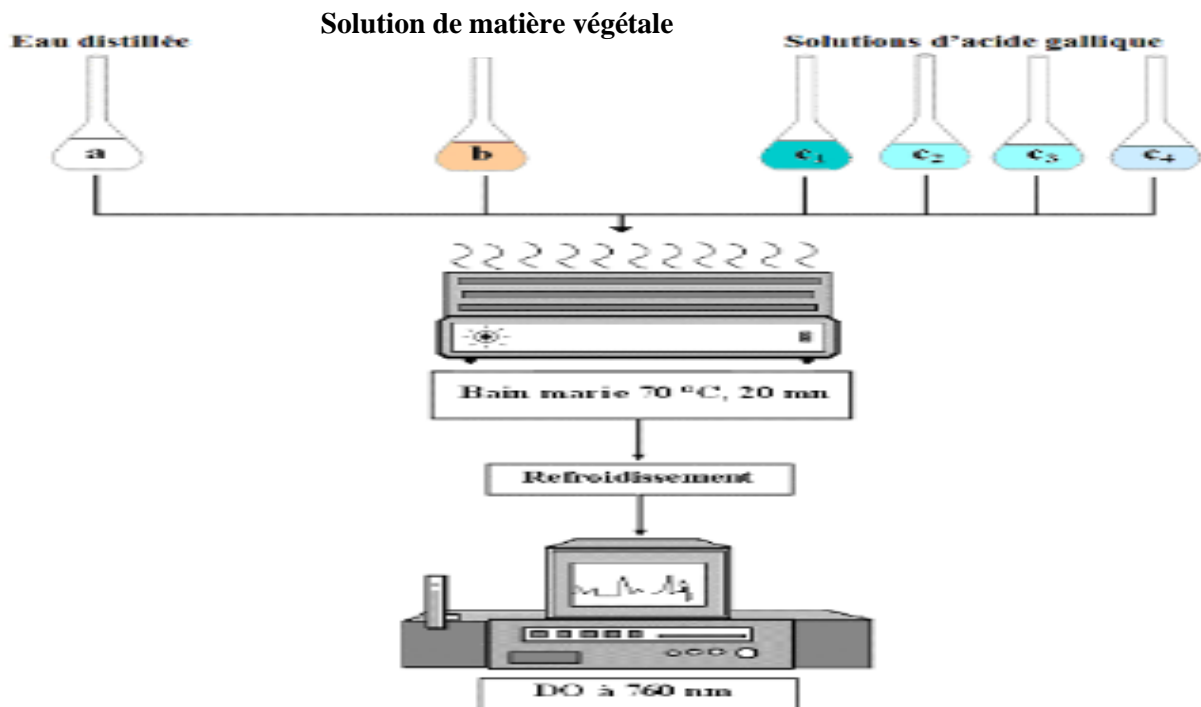 Solution de matière végétale
Eau distillée
Solutions d'acide gallique
a
b
c₁
c₂
c₃
c₄
Bain marie 70 °C, 20 mn
Refroidissement
DO à 760 nm